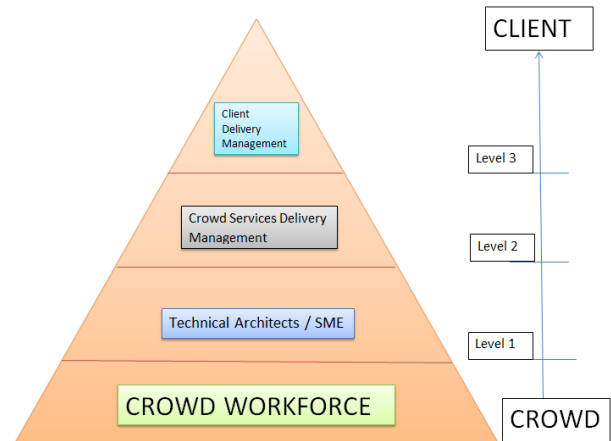 CLIENT
Client
Delivery
Management
Level 3
Crowd Services Delivery
Management
Level 2
Technical Architects / SME
Level 1
CROWD WORKFORCE
CROWD